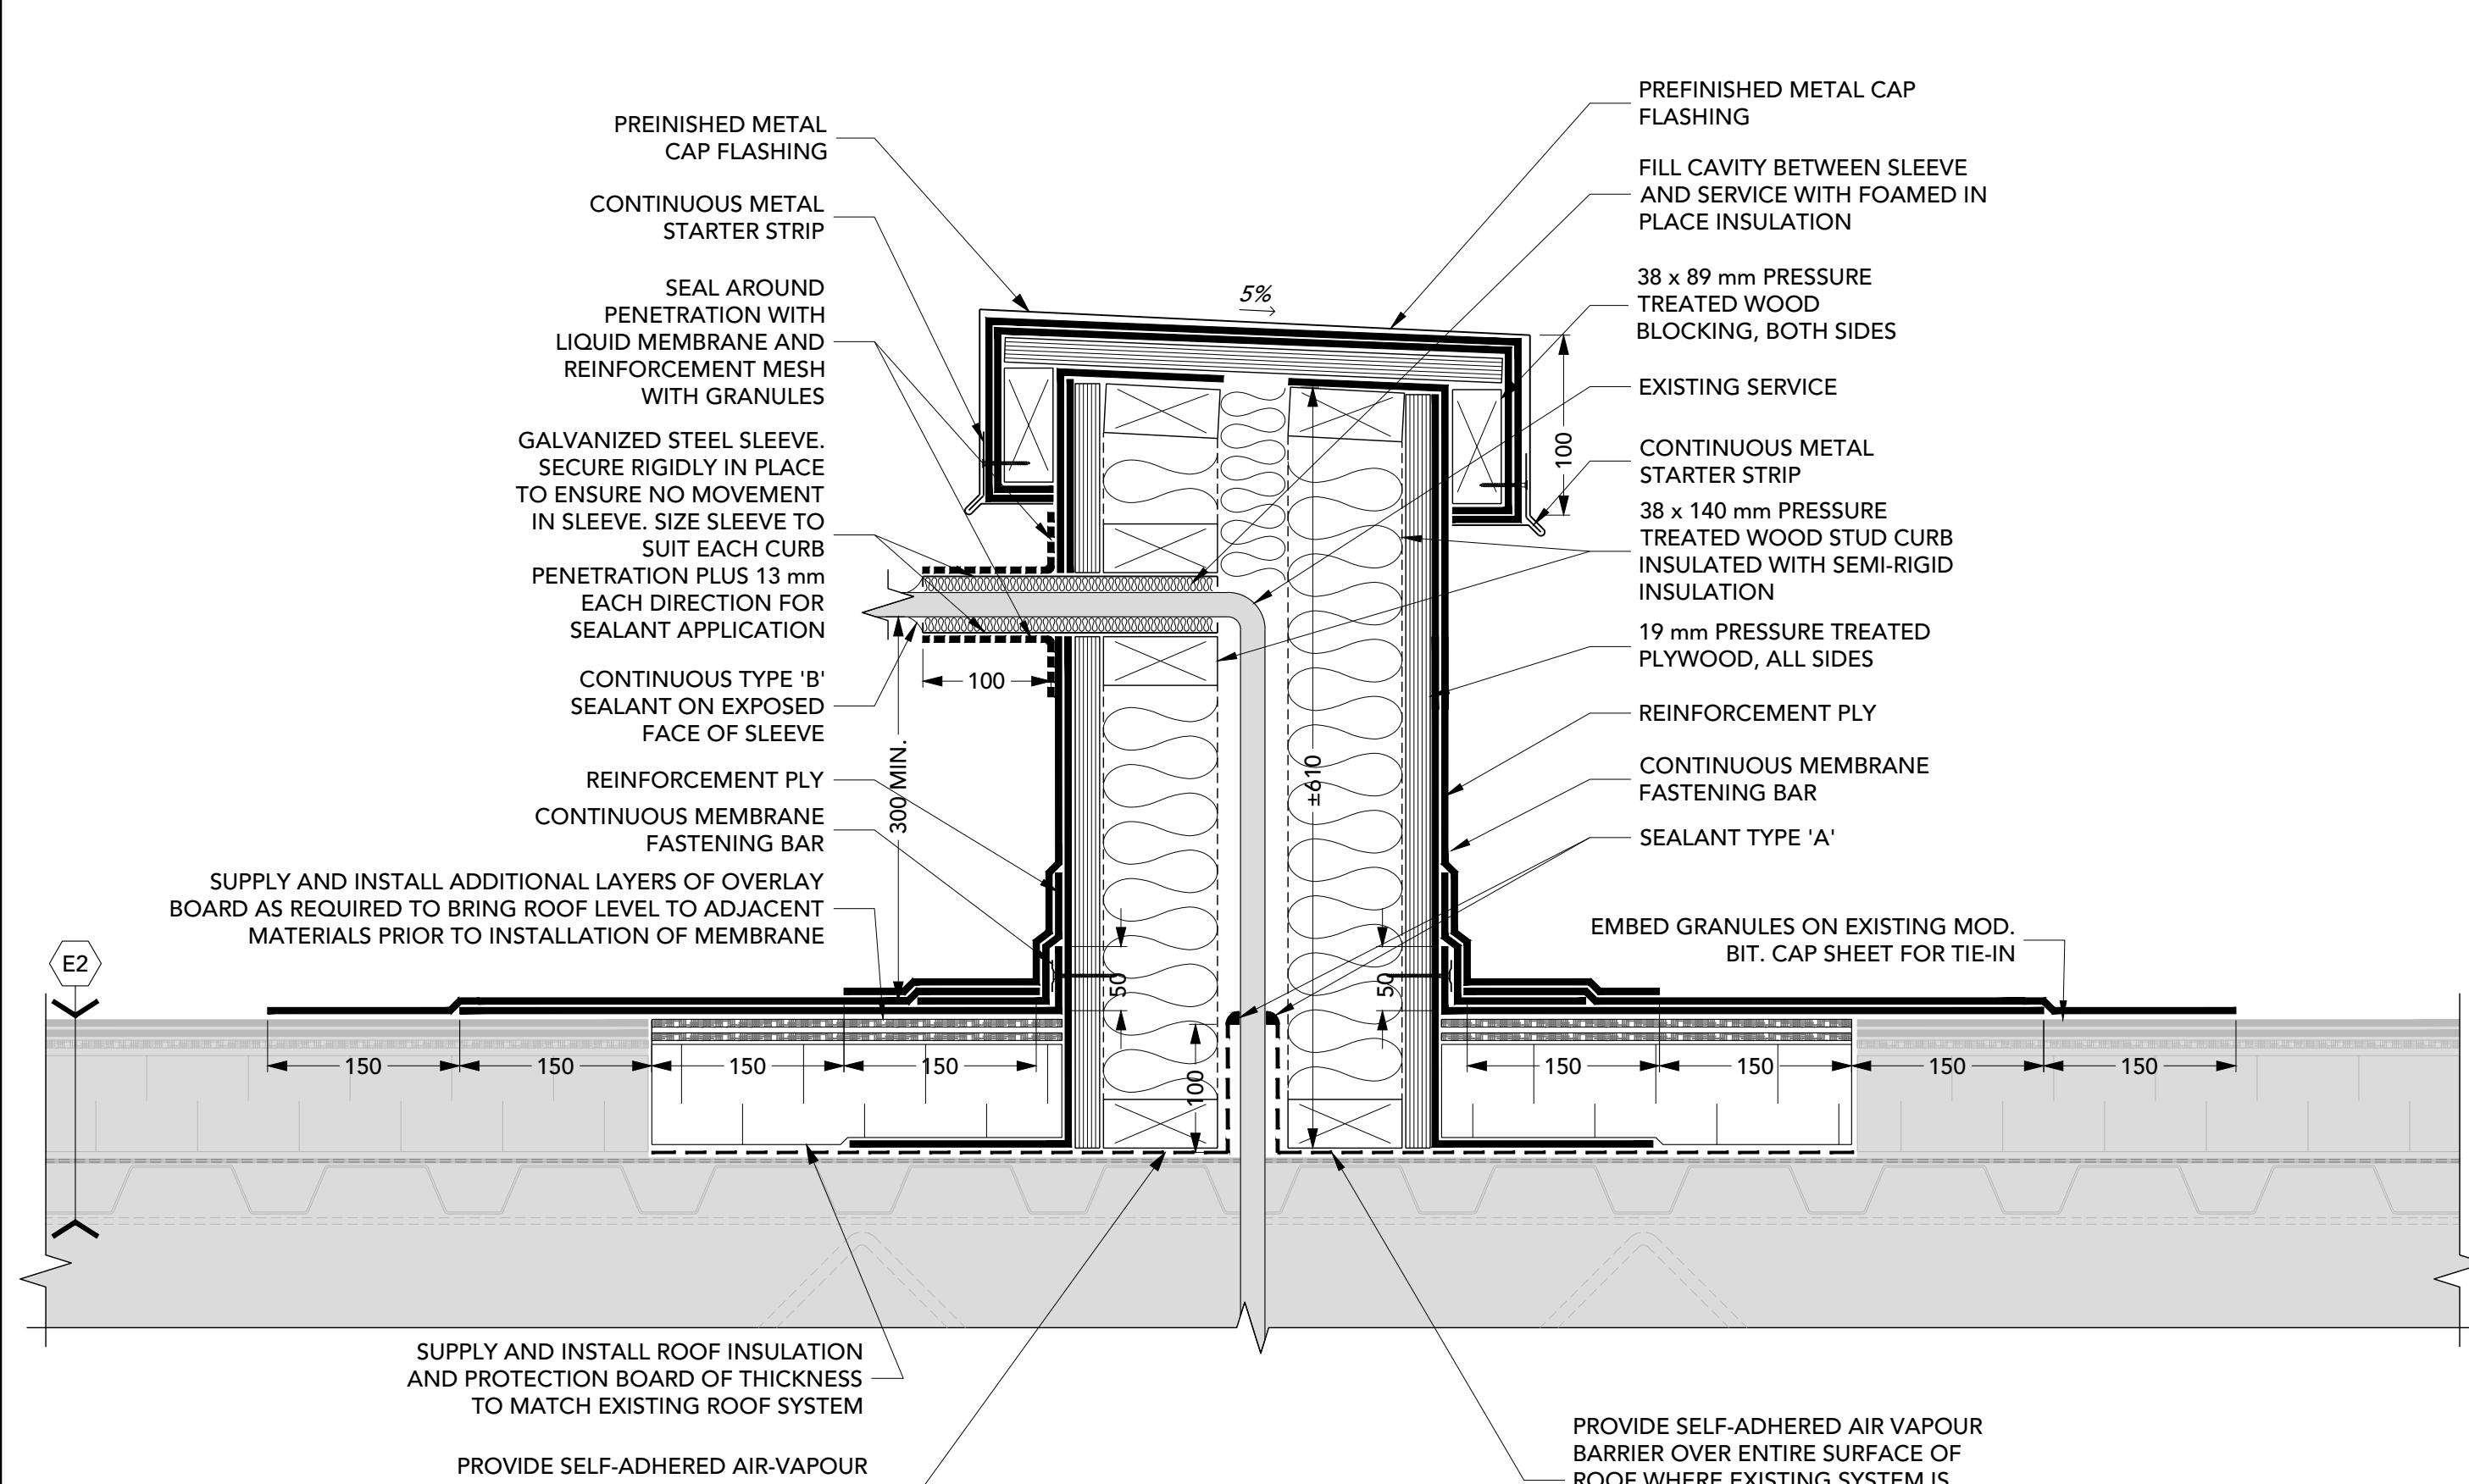 PREINISHED METAL
CAP FLASHING
CONTINUOUS METAL
STARTER STRIP
SEAL AROUND
PENETRATION WITH
LIQUID MEMBRANE AND
REINFORCEMENT MESH
WITH GRANULES
GALVANIZED STEEL SLEEVE.
SECURE RIGIDLY IN PLACE
TO ENSURE NO MOVEMENT
IN SLEEVE. SIZE SLEEVE TO
SUIT EACH CURB
PENETRATION PLUS 13 mm
EACH DIRECTION FOR
SEALANT APPLICATION
CONTINUOUS TYPE 'B'
SEALANT ON EXPOSED
FACE OF SLEEVE
REINFORCEMENT PLY
CONTINUOUS MEMBRANE
FASTENING BAR
SUPPLY AND INSTALL ADDITIONAL LAYERS OF OVERLAY
BOARD AS REQUIRED TO BRING ROOF LEVEL TO ADJACENT
MATERIALS PRIOR TO INSTALLATION OF MEMBRANE
E2
5%
100
100
300 MIN.
±610
50
50
100
150
150
150
150
150
150
150
150
PREFINISHED METAL CAP
FLASHING
FILL CAVITY BETWEEN SLEEVE
AND SERVICE WITH FOAMED IN
PLACE INSULATION
38 x 89 mm PRESSURE
TREATED WOOD
BLOCKING, BOTH SIDES
EXISTING SERVICE
CONTINUOUS METAL
STARTER STRIP
38 x 140 mm PRESSURE
TREATED WOOD STUD CURB
INSULATED WITH SEMI-RIGID
INSULATION
19 mm PRESSURE TREATED
PLYWOOD, ALL SIDES
REINFORCEMENT PLY
CONTINUOUS MEMBRANE
FASTENING BAR
SEALANT TYPE 'A'
EMBED GRANULES ON EXISTING MOD.
BIT. CAP SHEET FOR TIE-IN
SUPPLY AND INSTALL ROOF INSULATION
AND PROTECTION BOARD OF THICKNESS
TO MATCH EXISTING ROOF SYSTEM
PROVIDE SELF-ADHERED AIR-VAPOUR
PROVIDE SELF-ADHERED AIR VAPOUR
BARRIER OVER ENTIRE SURFACE OF
ROOF WHERE EXISTING SYSTEM IS